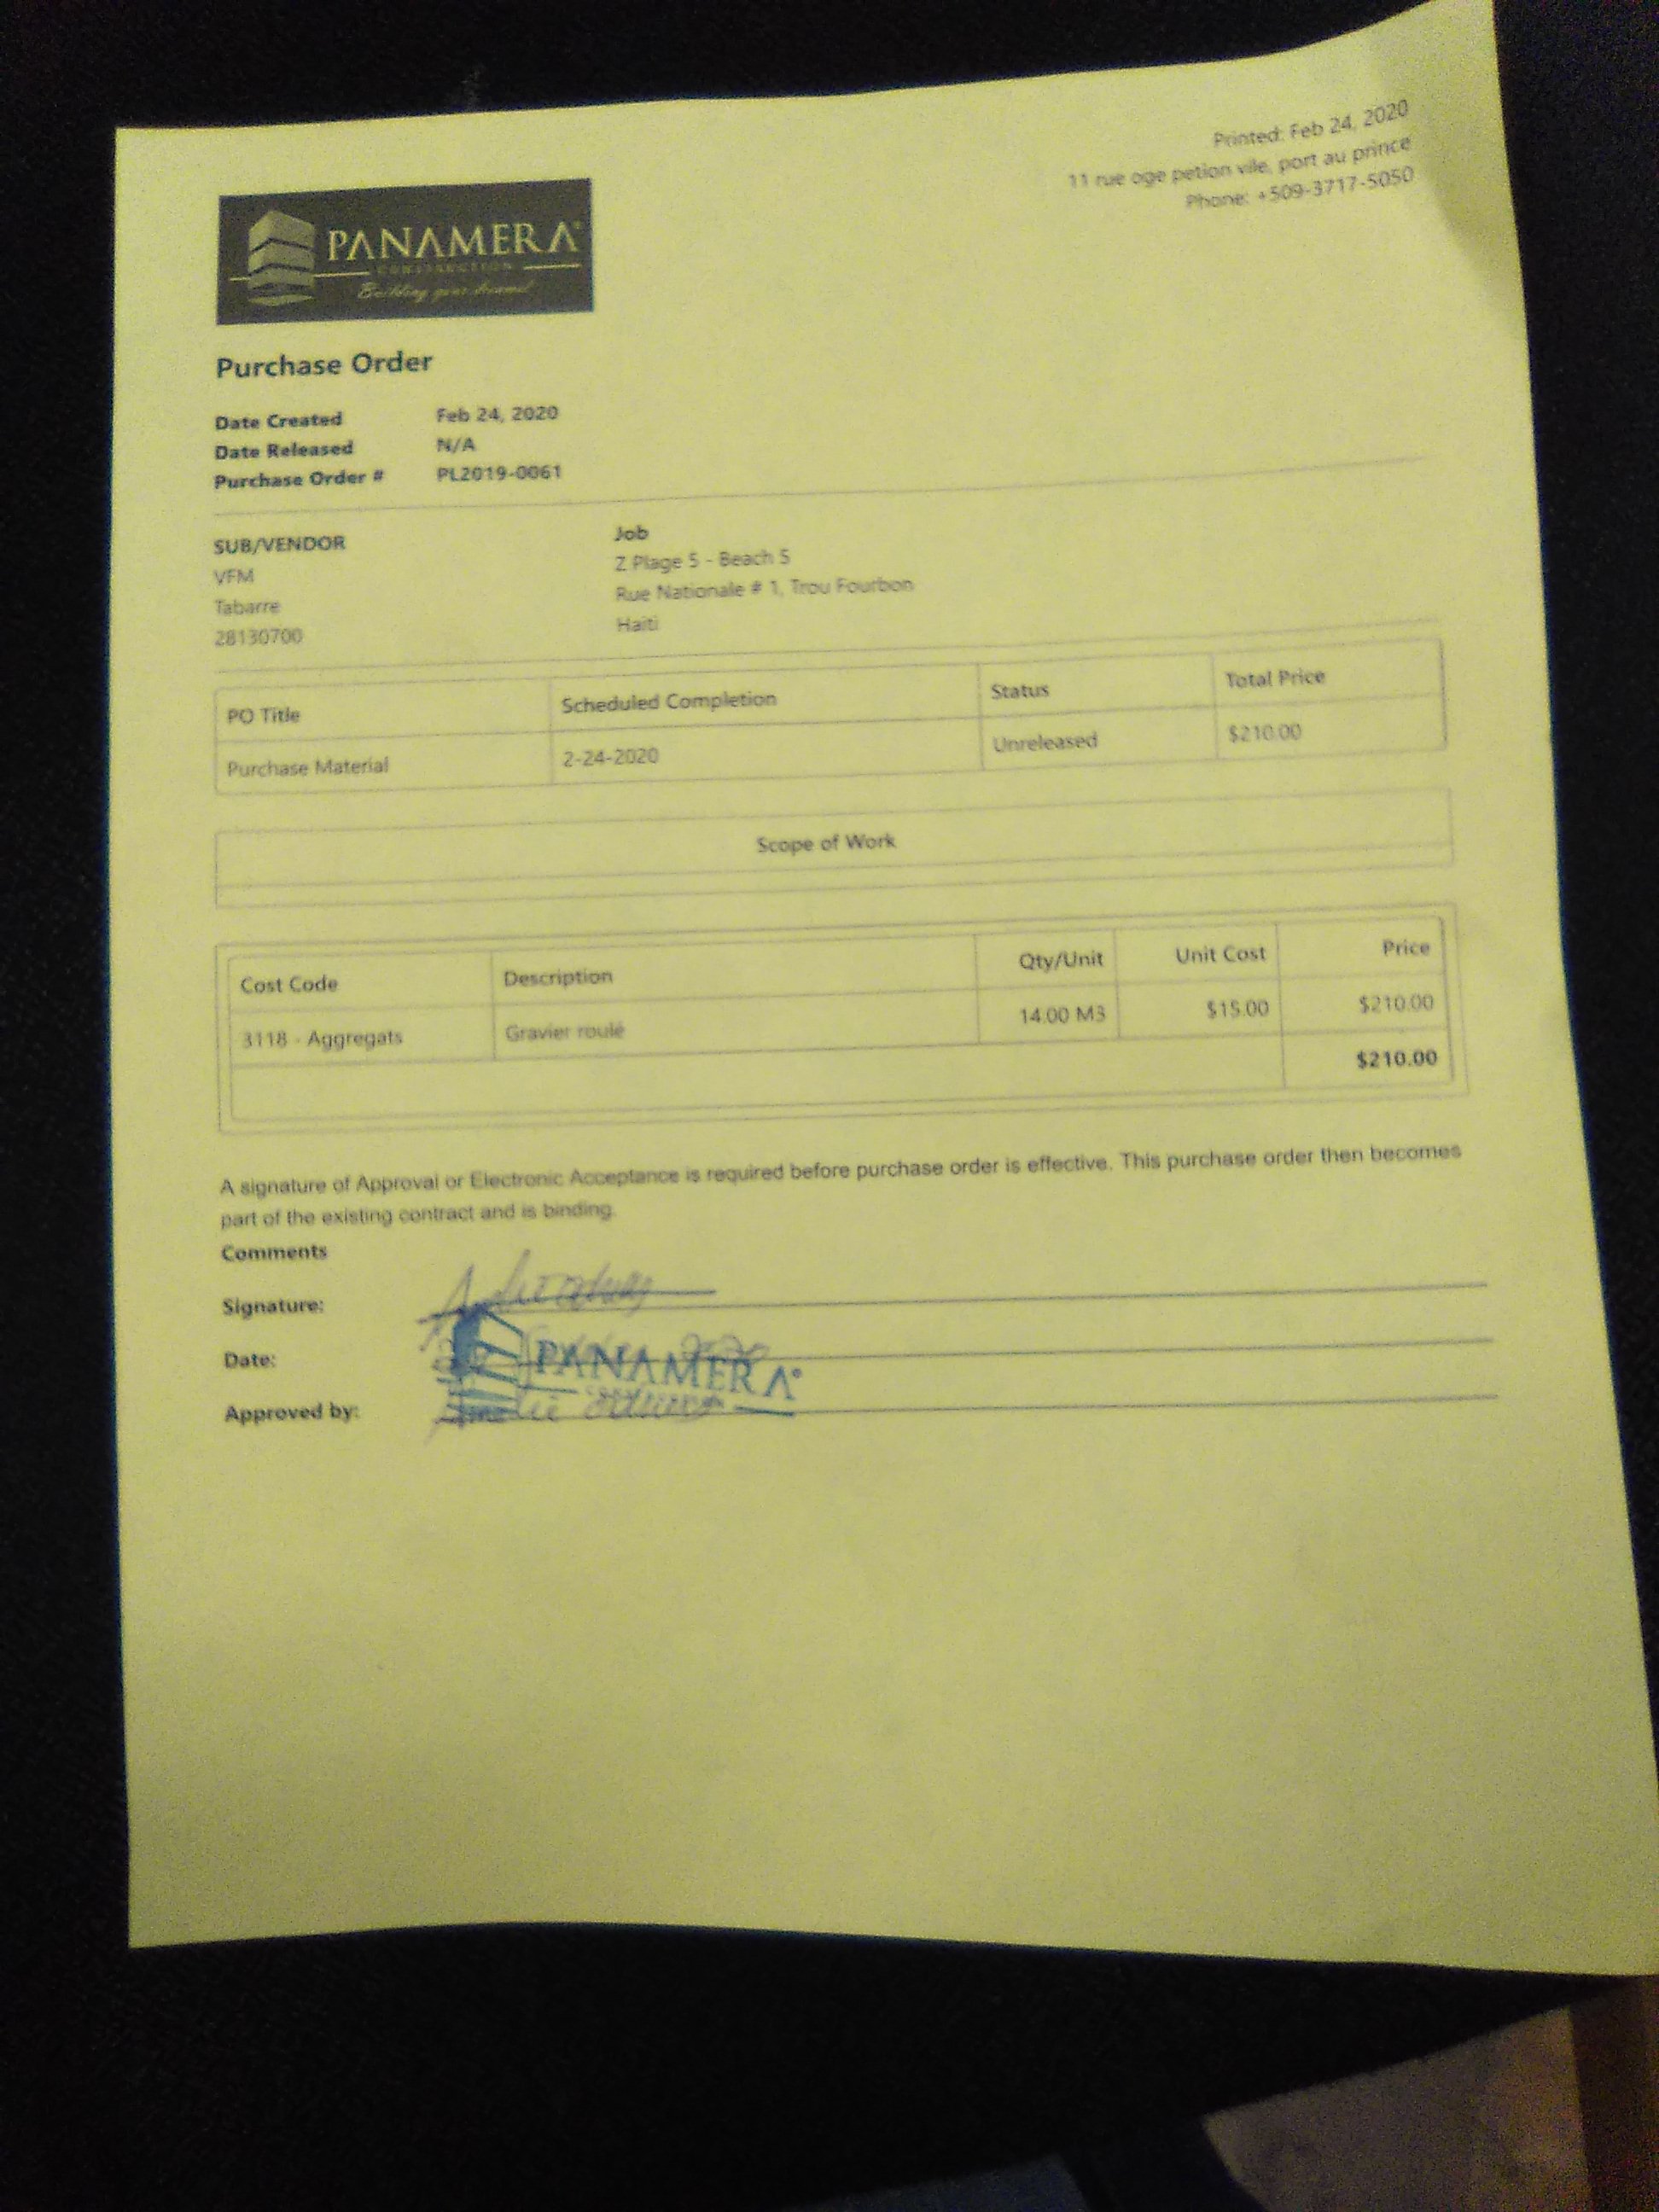 Printed: Feb 24, 2020
11 rue oge petion vile, port au prince
Phone: +509-3717-5050
PANAMERA
CONSTRUCTION
Building your dreams!
Purchase Order
Date Created Feb 24, 2020
Date Released N/A
Purchase Order # PL2019-0061
SUB/VENDOR Job
VFM Z Plage 5 - Beach 5
Tabarre Rue Nationale # 1, Trou Fourbon
28130700 Haiti
PO Title Scheduled Completion Status Total Price
Purchase Material 2-24-2020 Unreleased $210.00
Scope of Work
Cost Code Description Qty/Unit Unit Cost Price
3118 - Aggregats Gravier roulé 14.00 M3 $15.00 $210.00
$210.00
A signature of Approval or Electronic Acceptance is required before purchase order is effective. This purchase order then becomes
part of the existing contract and is binding.
Comments
Signature:
Date:
PANAMERA
Approved by: